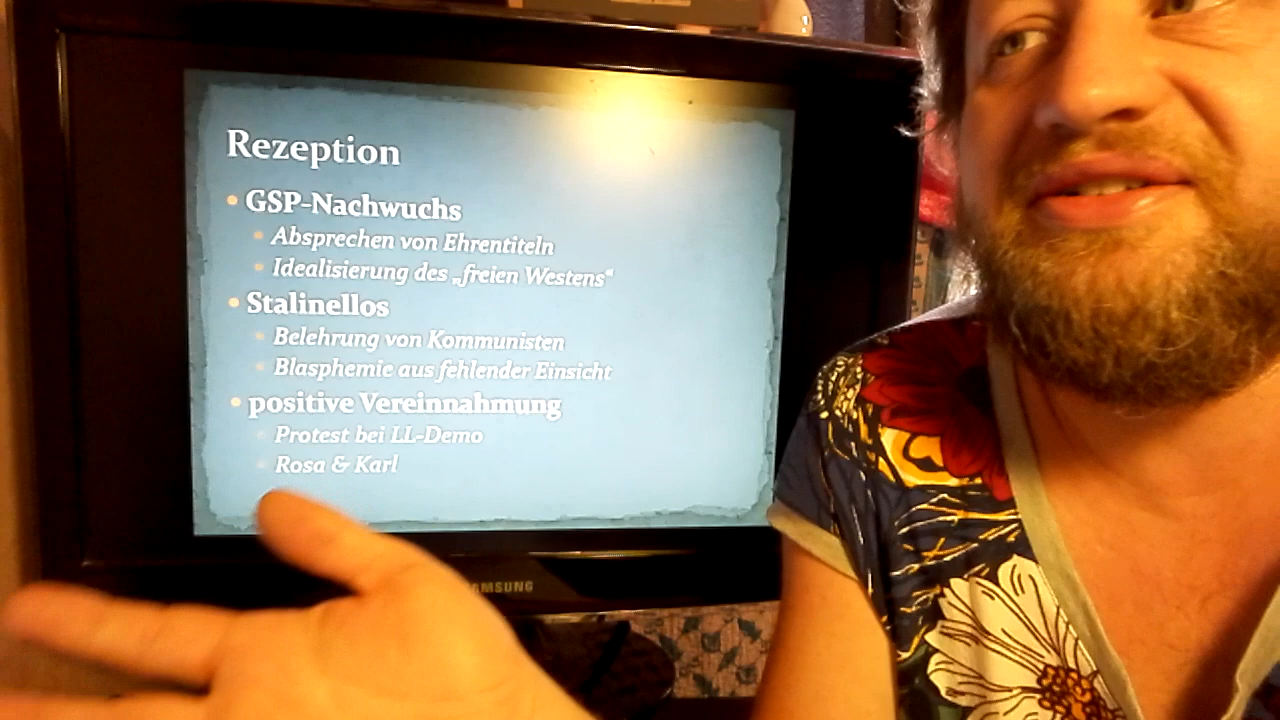 Rezeption
• GSP-Nachwuchs
• Absprechen von Ehrentiteln
• Idealisierung des „freien Westens“
• Stalinellos
• Belehrung von Kommunisten
• Blasphemie aus fehlender Einsicht
• positive Vereinnahmung
• Protest bei LL-Demo
• Rosa & Karl
SAMSUNG